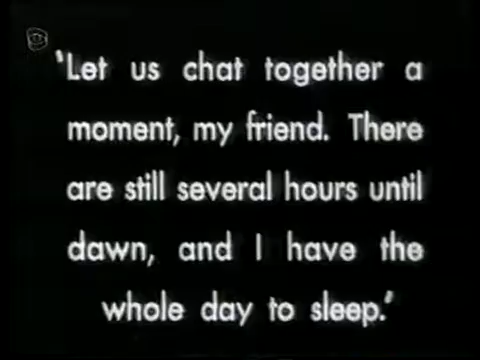 'Let us chat together a
moment, my friend. There
are still several hours until
dawn, and I have the
whole day to sleep.'